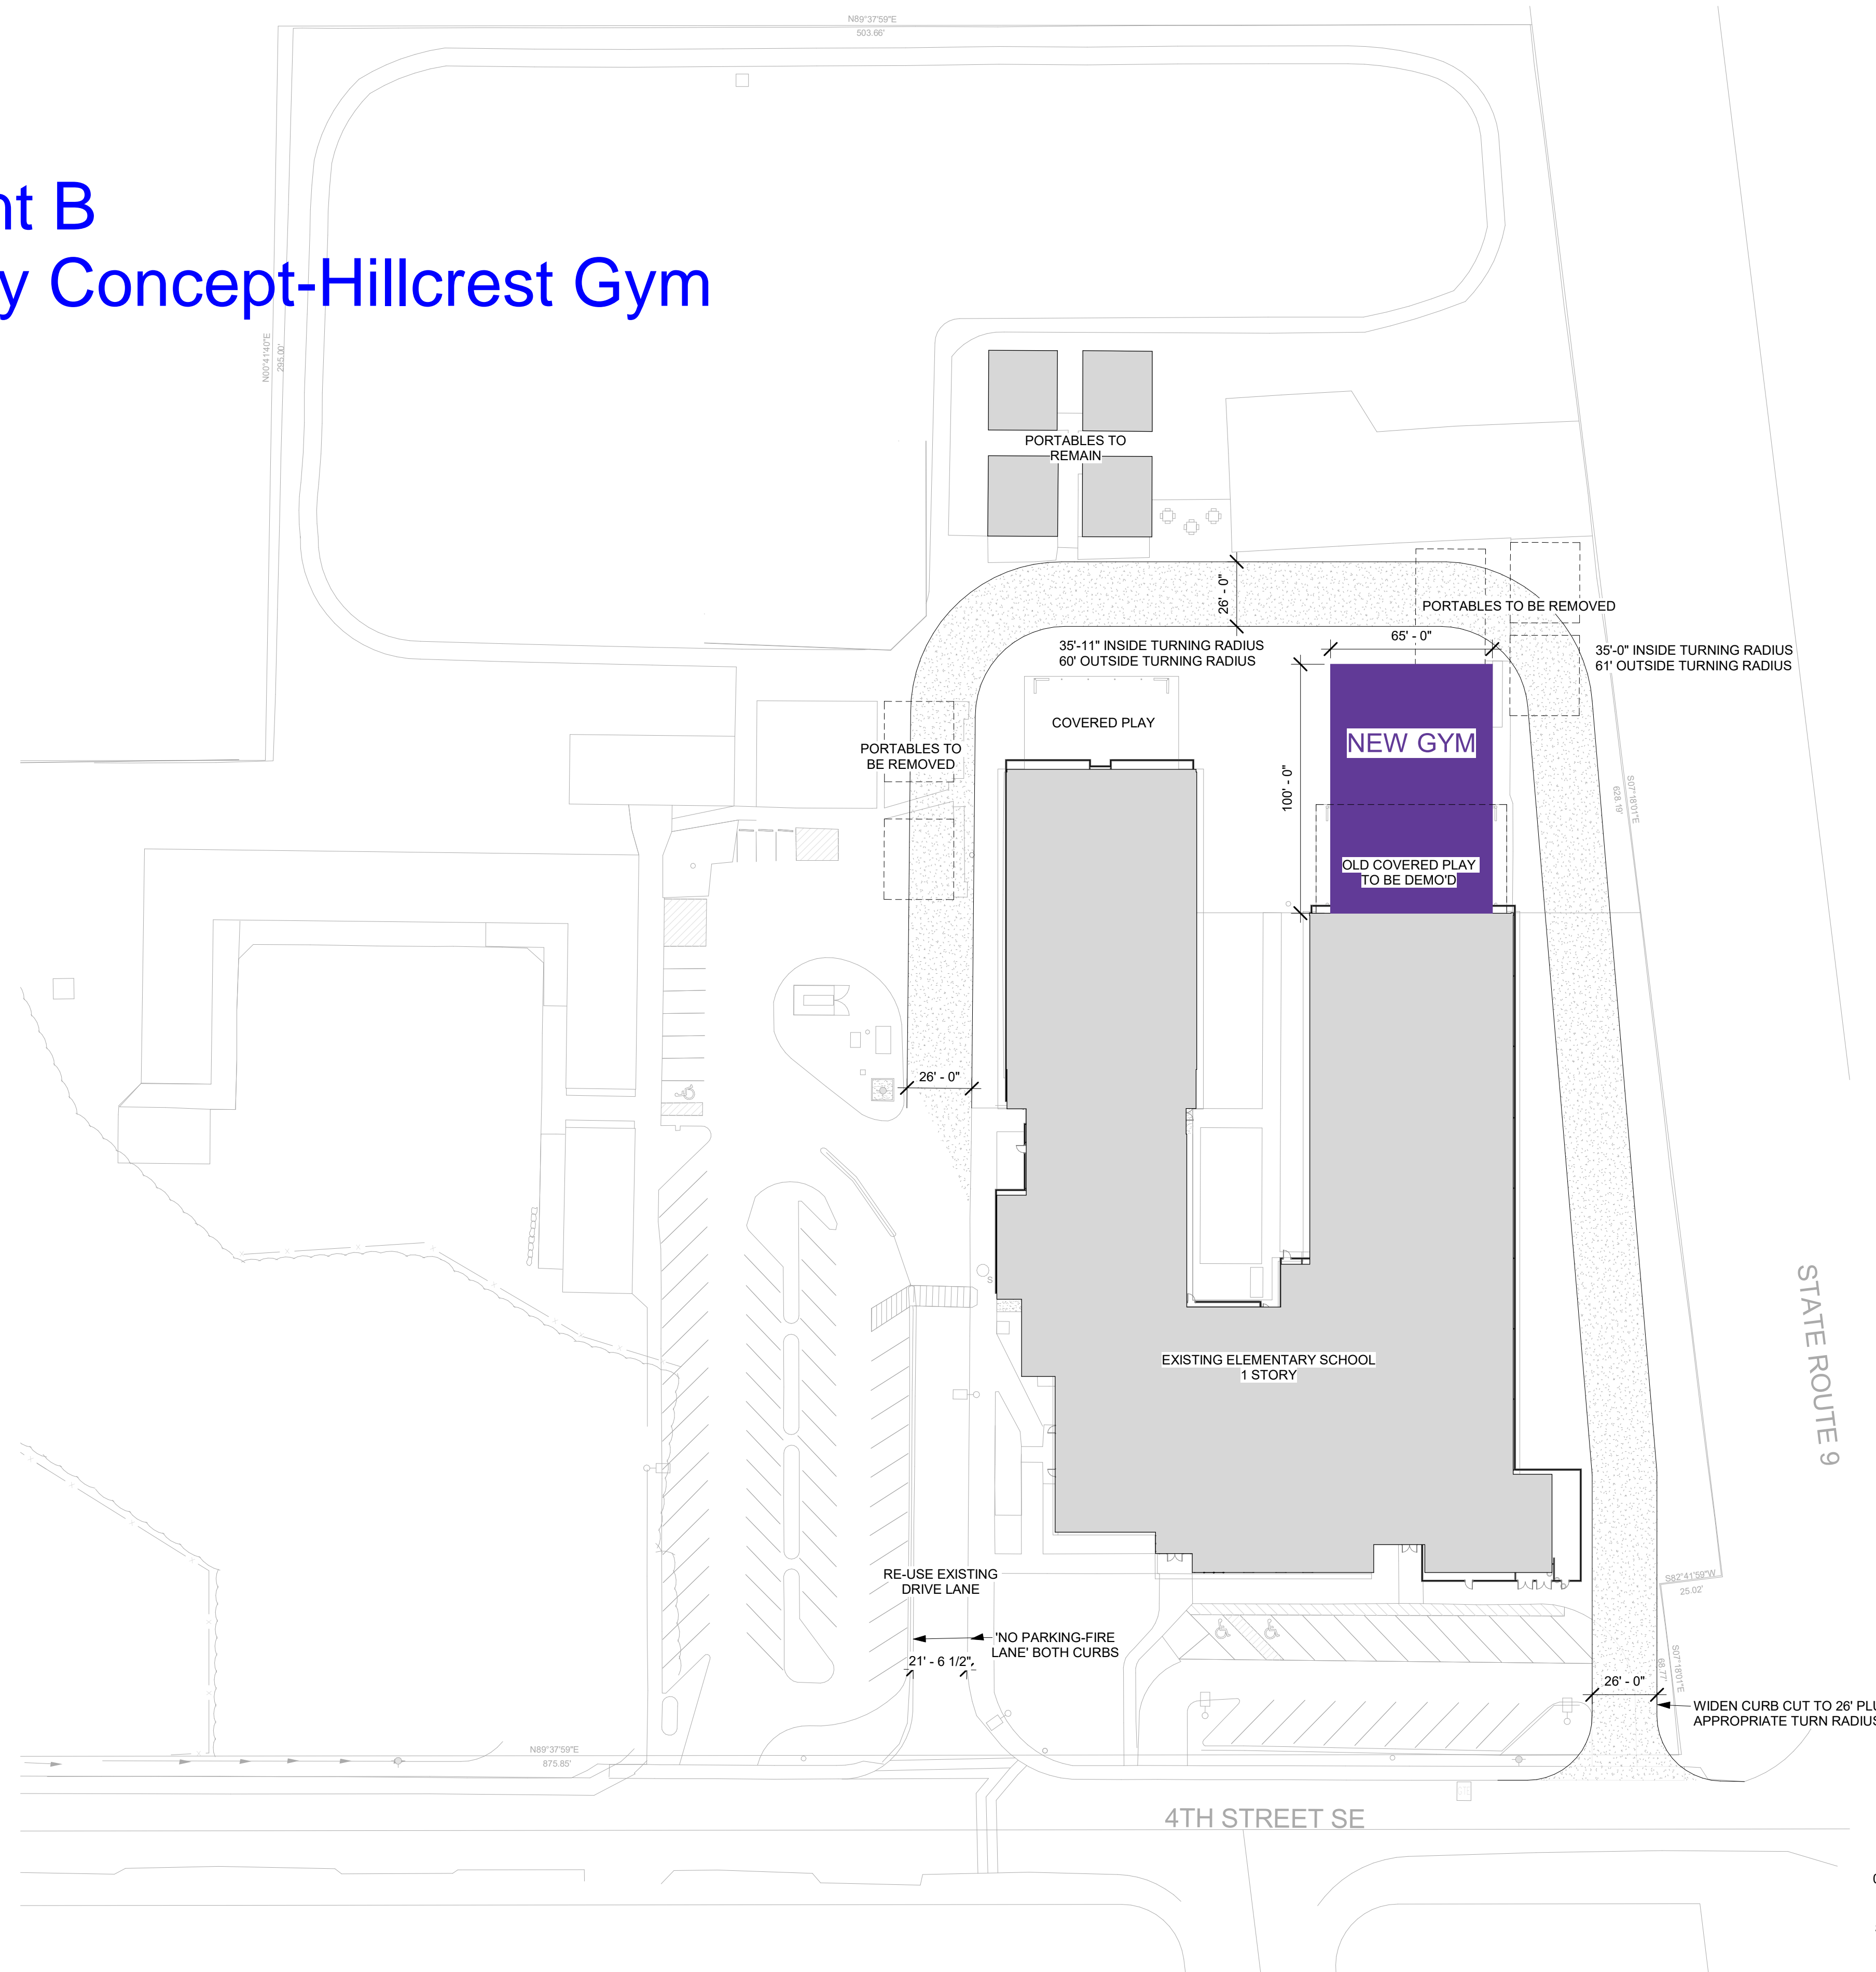 N89°37'59"E
503.66'
nt B
y Concept-Hillcrest Gym
N00°41'40"E
295.00'
PORTABLES TO
REMAIN
26' - 0"
PORTABLES TO BE REMOVED
65' - 0"
35'-11" INSIDE TURNING RADIUS
60' OUTSIDE TURNING RADIUS
35'-0" INSIDE TURNING RADIUS
61' OUTSIDE TURNING RADIUS
COVERED PLAY
NEW GYM
PORTABLES TO
BE REMOVED
100' - 0"
S07°18'01"E
628.19'
OLD COVERED PLAY
TO BE DEMO'D
26' - 0"
S
STATE ROUTE 9
EXISTING ELEMENTARY SCHOOL
1 STORY
RE-USE EXISTING
DRIVE LANE
S82°41'59"W
25.02'
'NO PARKING-FIRE
LANE' BOTH CURBS
21' - 6 1/2"
S07°18'01"E
68.77'
26' - 0"
WIDEN CURB CUT TO 26' PLU
APPROPRIATE TURN RADIUS
N89°37'59"E
875.85'
4TH STREET SE